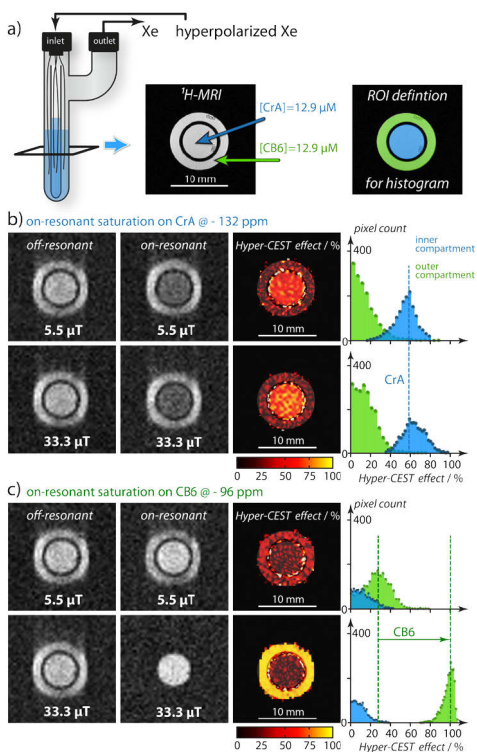 a)
inlet outlet Xe hyperpolarized Xe
¹H-MRI
[CrA]=12.9 µM
[CB6]=12.9 µM
10 mm
ROI defintion
for histogram
b) on-resonant saturation on CrA @ - 132 ppm
off-resonant on-resonant Hyper-CEST effect / % pixel count
400
inner
compartment
outer
compartment
5.5 µT 5.5 µT 10 mm
400
CrA
33.3 µT 33.3 µT
0 25 50 75 100 0 20 40 60 80 100
Hyper-CEST effect / %
c) on-resonant saturation on CB6 @ - 96 ppm
off-resonant on-resonant Hyper-CEST effect / % pixel count
400
5.5 µT 5.5 µT 10 mm
400
CB6
33.3 µT 33.3 µT
0 25 50 75 100 0 20 40 60 80 100
Hyper-CEST effect / %